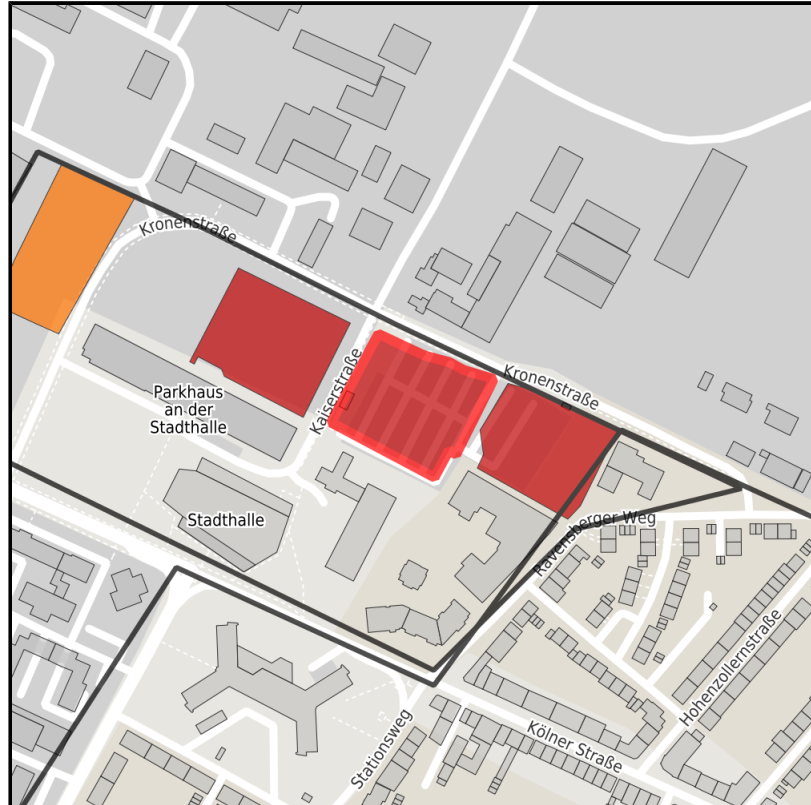 Kronenstraße
Kaiserstraße
Kronenstraße
Parkhaus
an der
Stadthalle
Stadthalle
Ravensberger Weg
Hohenzollernstraße
Stationsweg
Kölner Straße